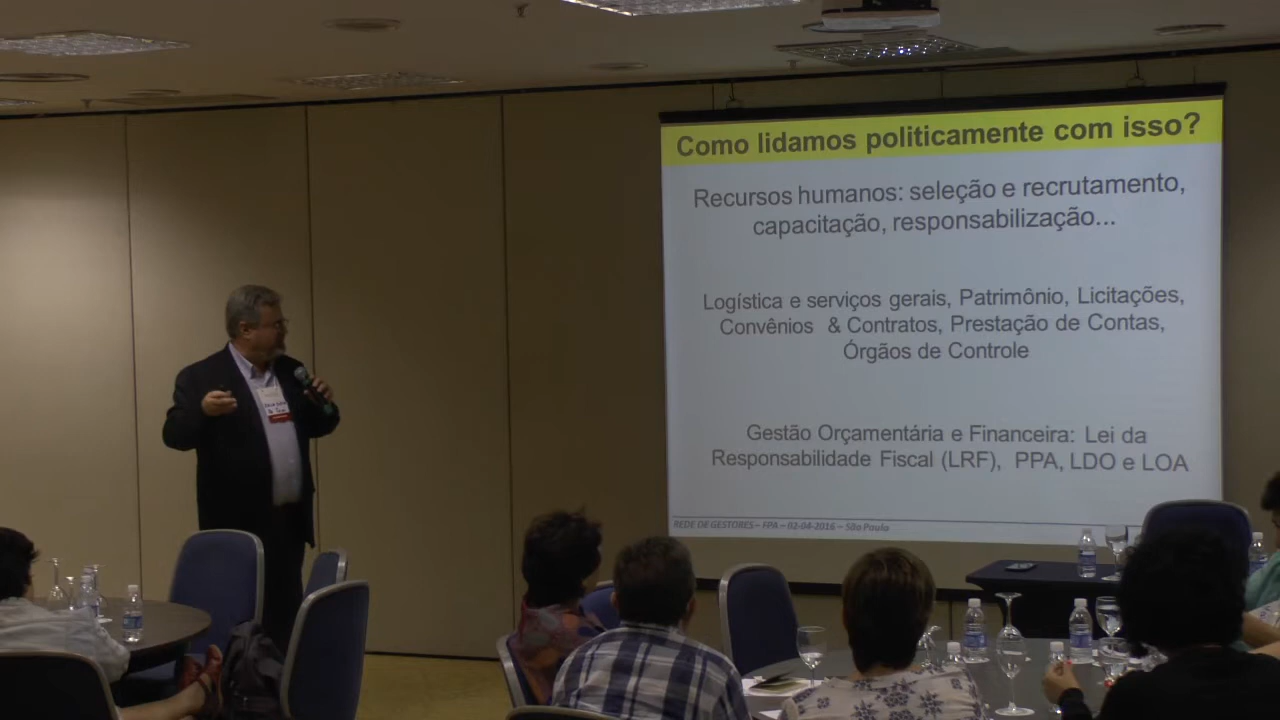 Como lidamos politicamente com isso?
Recursos humanos: seleção e recrutamento,
capacitação, responsabilização...
Logística e serviços gerais, Patrimônio, Licitações,
Convênios & Contratos, Prestação de Contas,
Órgãos de Controle
Gestão Orçamentária e Financeira: Lei da
Responsabilidade Fiscal (LRF), PPA, LDO e LOA
REDE DE GESTORES – FPA – 02-04-2016 – São Paulo